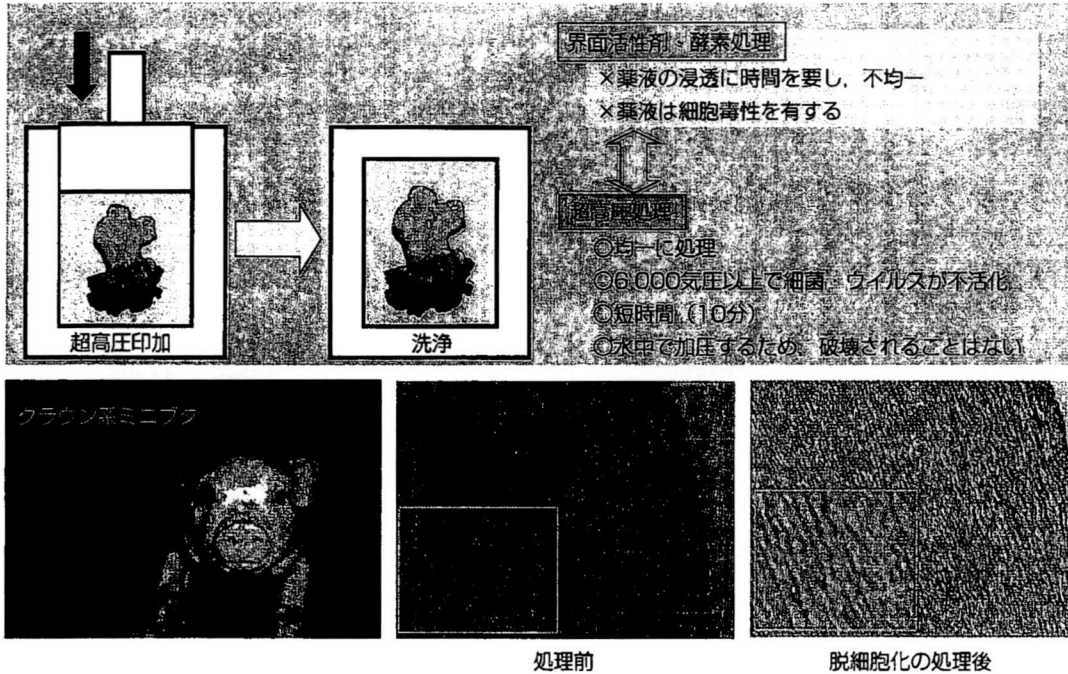 界面活性剤・酵素処理
×薬液の浸透に時間を要し,不均一
×薬液は細胞毒性を有する
超高圧処理
○均一に処理
○6,000気圧以上で細菌・ウイルスが不活化
○短時間(10分)
○水中で加圧するため,破壊されることはない
超高圧印加
洗浄
クラウン系ミニブタ
処理前
脱細胞化の処理後